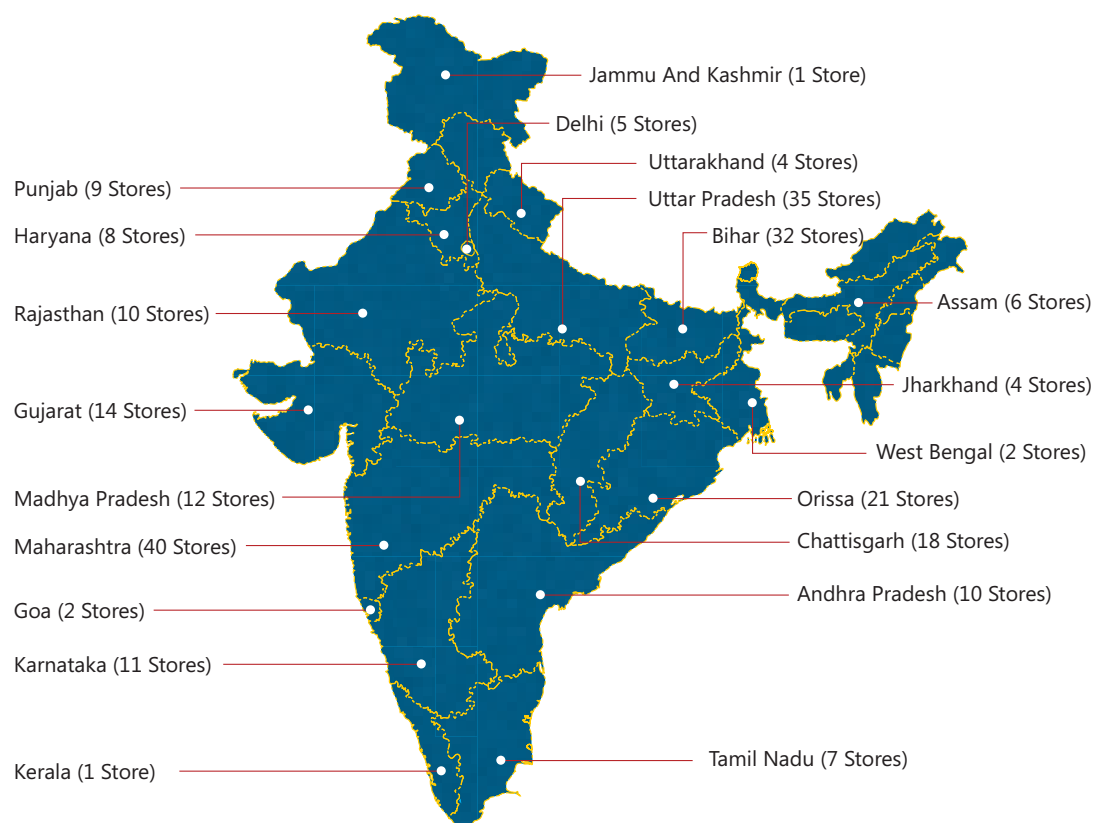 Jammu And Kashmir (1 Store)
Delhi (5 Stores)
Uttarakhand (4 Stores)
Punjab (9 Stores)
Uttar Pradesh (35 Stores)
Haryana (8 Stores)
Bihar (32 Stores)
Assam (6 Stores)
Rajasthan (10 Stores)
Jharkhand (4 Stores)
Gujarat (14 Stores)
West Bengal (2 Stores)
Madhya Pradesh (12 Stores)
Orissa (21 Stores)
Chattisgarh (18 Stores)
Maharashtra (40 Stores)
Andhra Pradesh (10 Stores)
Goa (2 Stores)
Karnataka (11 Stores)
Tamil Nadu (7 Stores)
Kerala (1 Store)